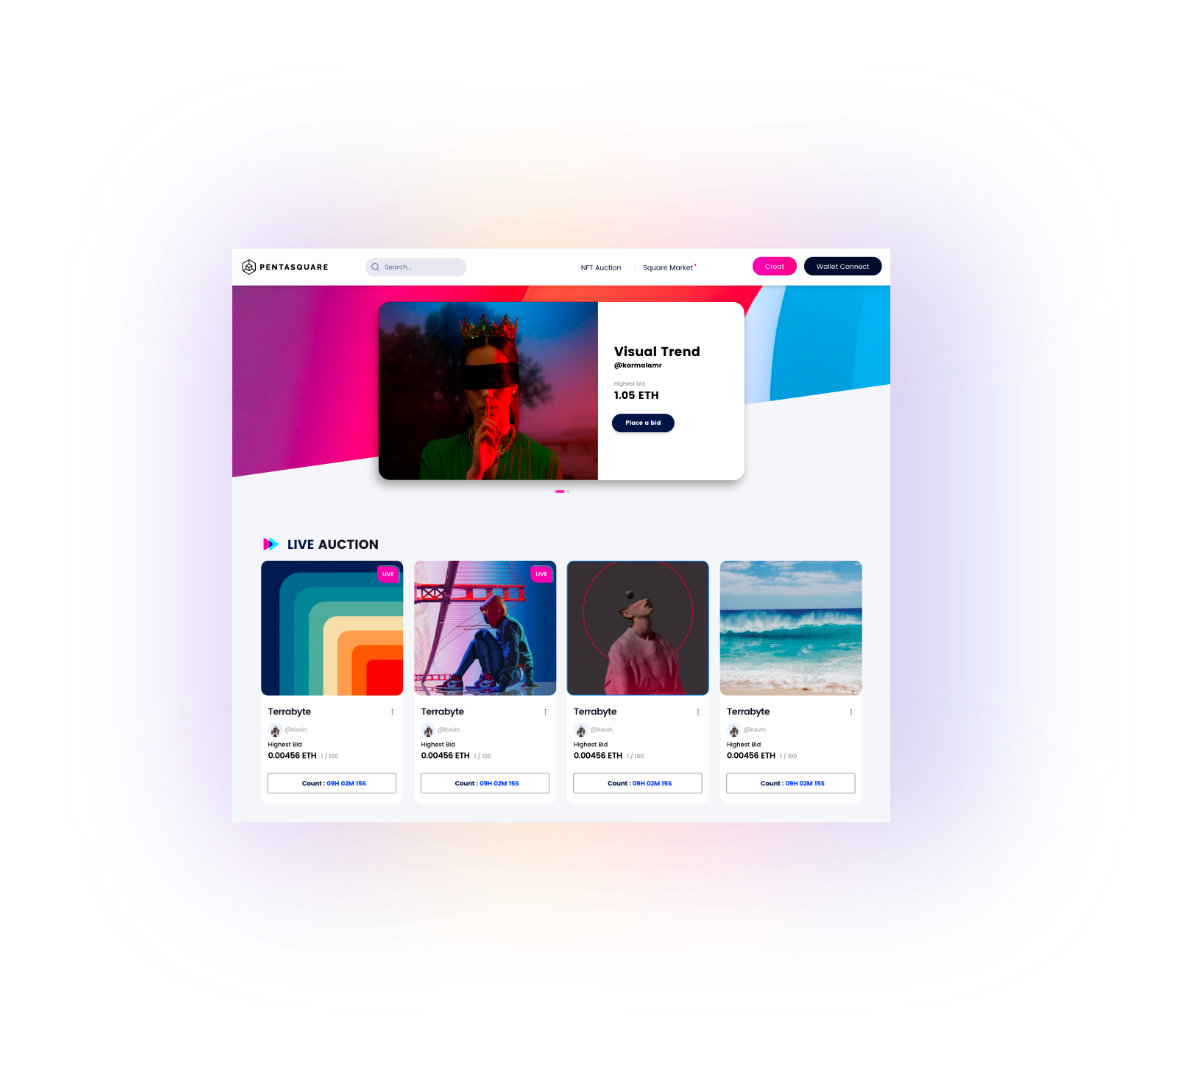 PENTASQUARE
Search..
NFT Auction
Square Market
Creat
Wallet Connect
Visual Trend
@karmalamr
Highest bid
1.05 ETH
Place a bid
LIVE AUCTION
LIVE
LIVE
Terrabyte
@Kevin
Highest Bid
0.00456 ETH 1 / 100
Count : 09H 02M 15S
Terrabyte
@Kevin
Highest Bid
0.00456 ETH 1 / 100
Count : 09H 02M 15S
Terrabyte
@Kevin
Highest Bid
0.00456 ETH 1 / 100
Count : 09H 02M 15S
Terrabyte
@Kevin
Highest Bid
0.00456 ETH 1 / 100
Count : 09H 02M 15S